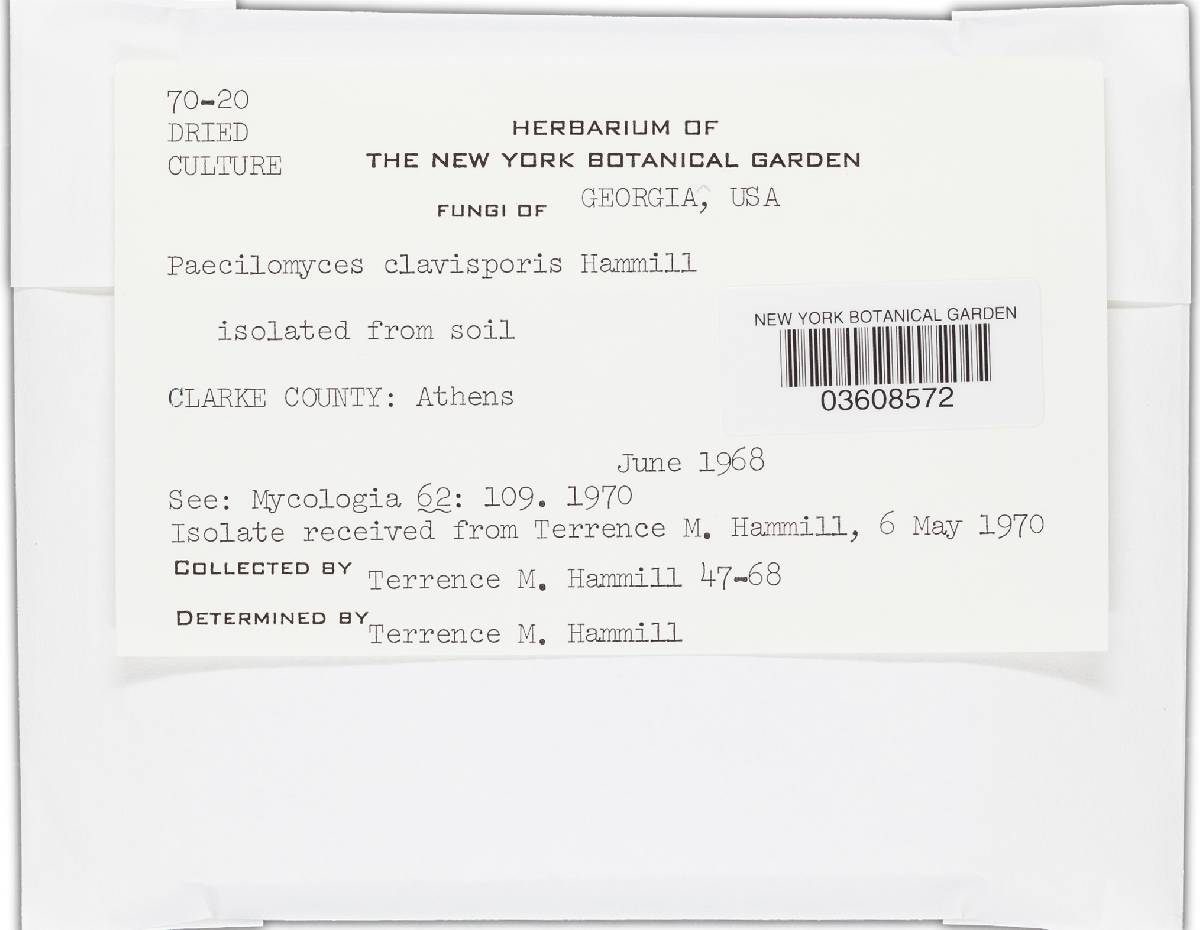 70-20
DRIED
CULTURE
HERBARIUM OF
THE NEW YORK BOTANICAL GARDEN
FUNGI OF GEORGIA, USA
Paecilomyces clavisporis Hammill
isolated from soil
NEW YORK BOTANICAL GARDEN
03608572
CLARKE COUNTY: Athens
June 1968
See: Mycologia 62: 109. 1970
Isolate received from Terrence M. Hammill, 6 May 1970
COLLECTED BY Terrence M. Hammill 47-68
DETERMINED BY Terrence M. Hammill